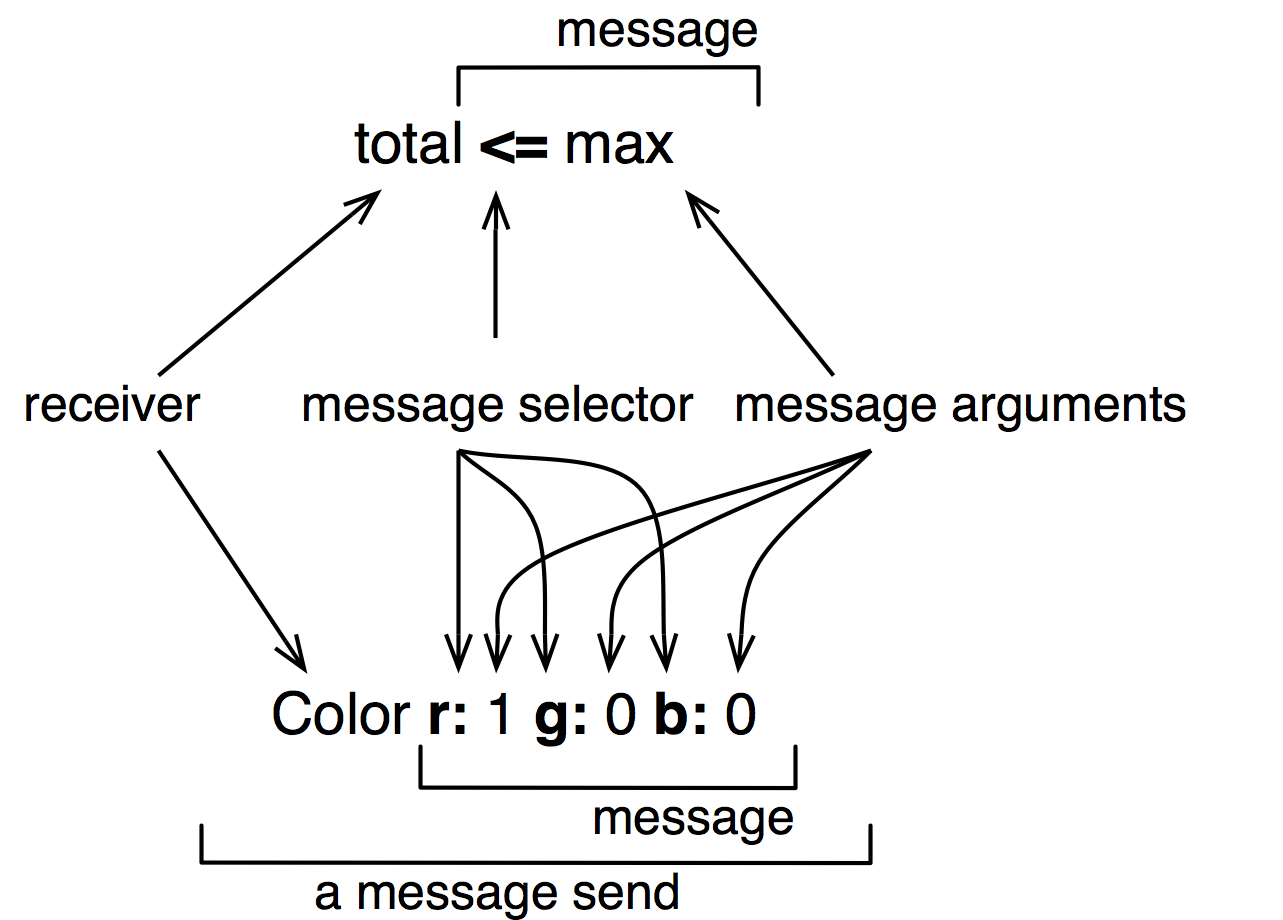 message
total <= max
receiver message selector message arguments
Color r: 1 g: 0 b: 0
message
a message send